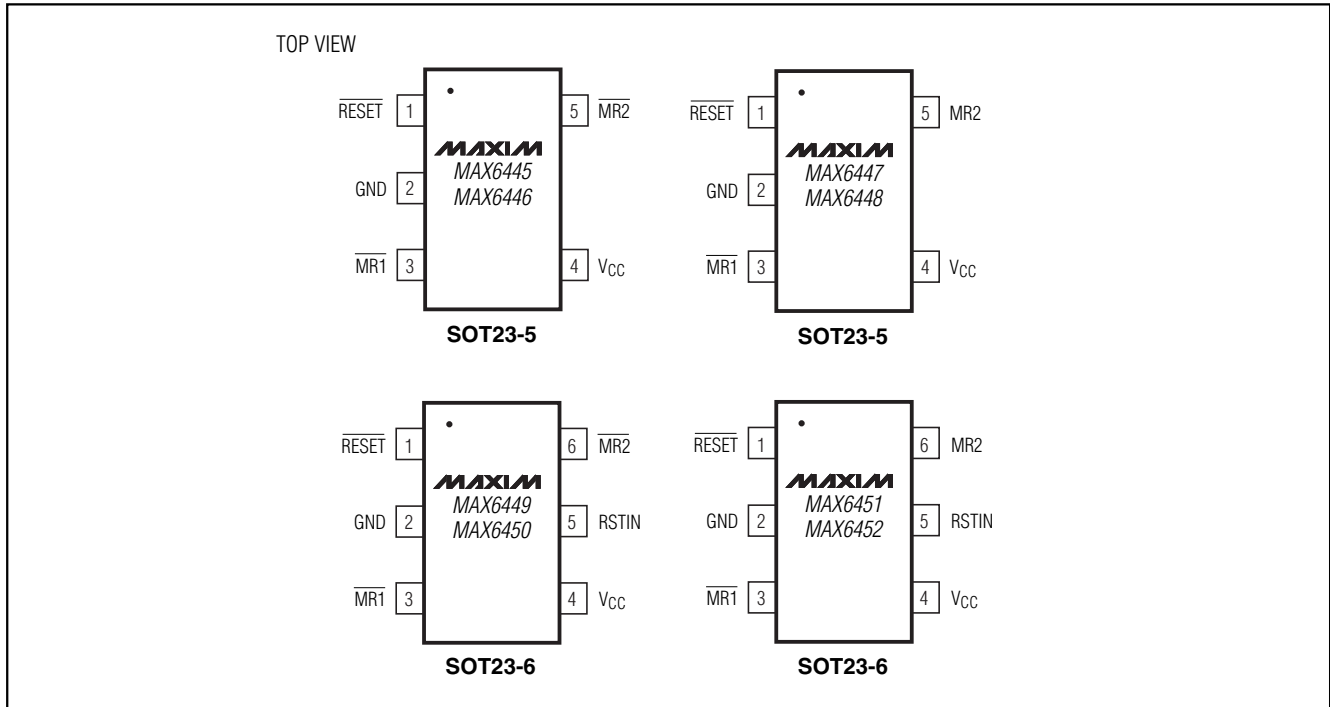 TOP VIEW
RESET 1
5 MR2
MAXIM
MAX6445
MAX6446
GND 2
MR1 3
4 VCC
SOT23-5
RESET 1
5 MR2
MAXIM
MAX6447
MAX6448
GND 2
MR1 3
4 VCC
SOT23-5
RESET 1
6 MR2
MAXIM
MAX6449
MAX6450
GND 2
5 RSTIN
MR1 3
4 VCC
SOT23-6
RESET 1
6 MR2
MAXIM
MAX6451
MAX6452
GND 2
5 RSTIN
MR1 3
4 VCC
SOT23-6